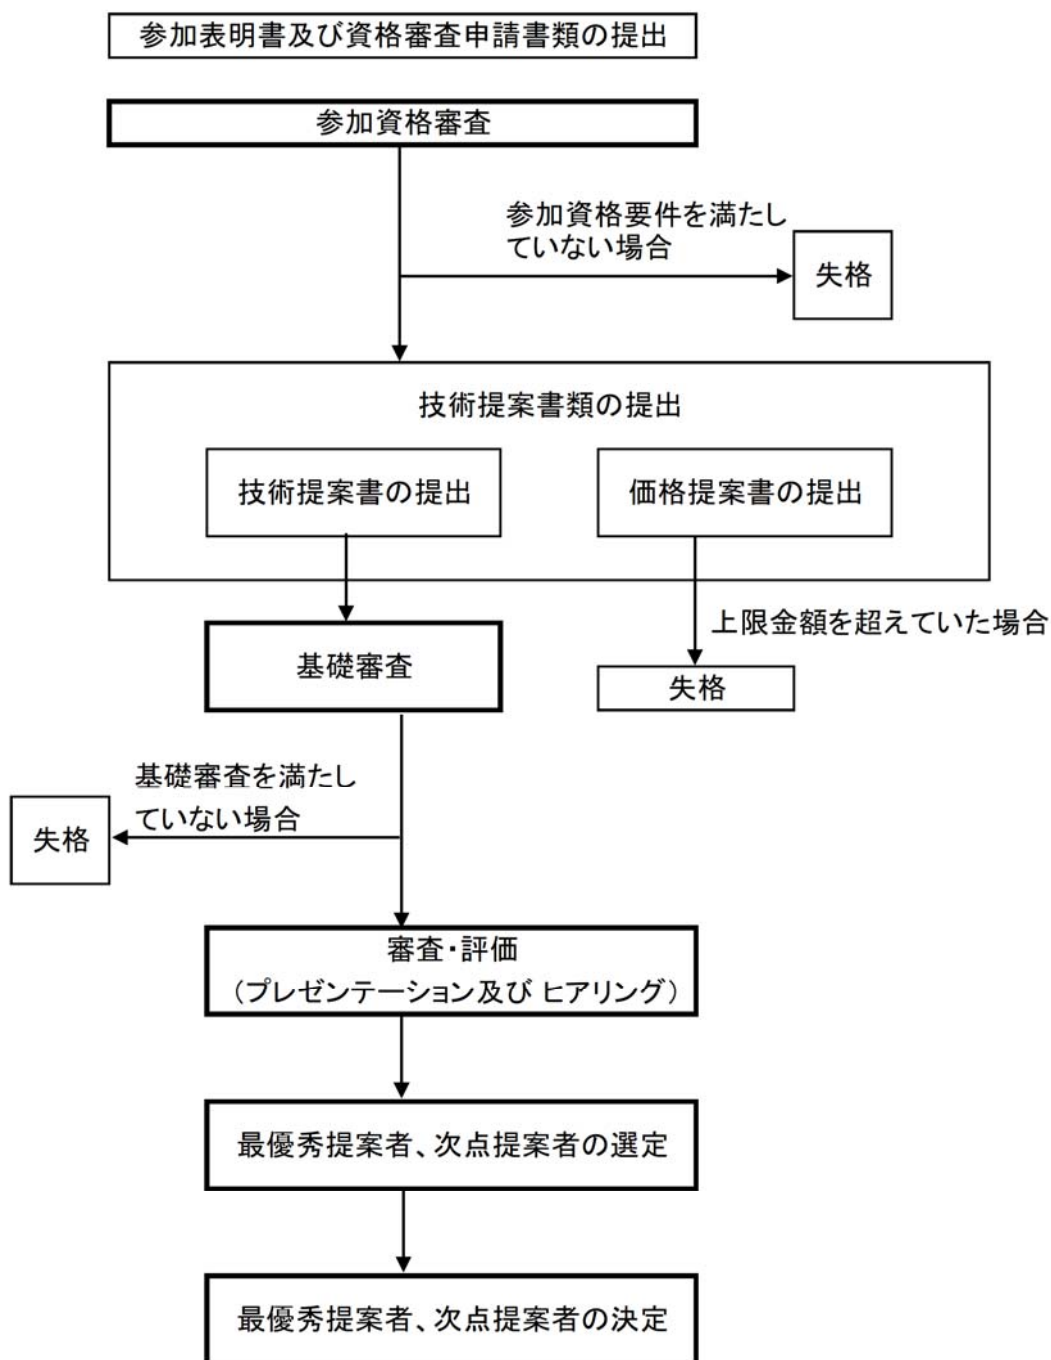 参加表明書及び資格審査申請書類の提出
参加資格審査
参加資格要件を満たし
ていない場合
失格
技術提案書類の提出
技術提案書の提出
価格提案書の提出
上限金額を超えていた場合
基礎審査
失格
基礎審査を満たし
ていない場合
失格
審査・評価
（プレゼンテーション及び ヒアリング）
最優秀提案者、次点提案者の選定
最優秀提案者、次点提案者の決定